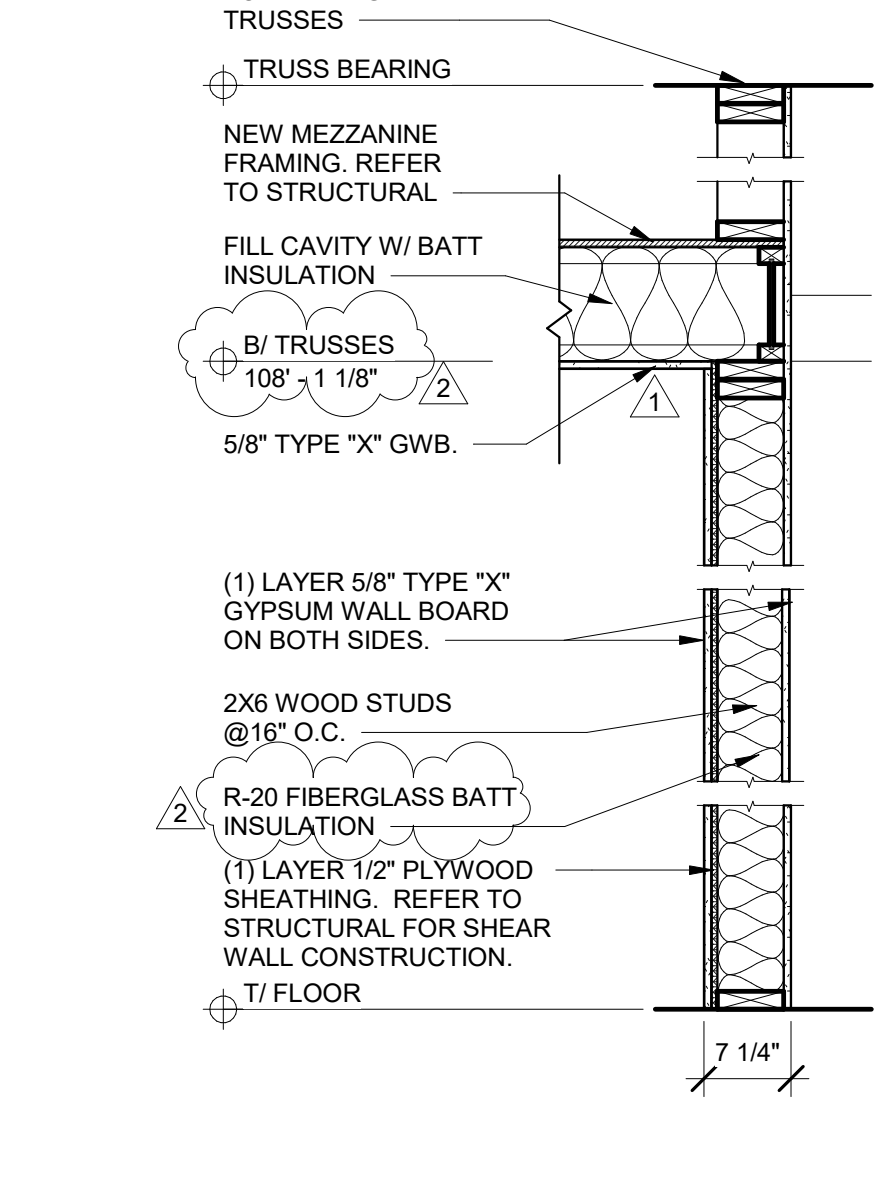 TRUSSES
TRUSS BEARING
NEW MEZZANINE
FRAMING. REFER
TO STRUCTURAL
FILL CAVITY W/ BATT
INSULATION
B/ TRUSSES
108' - 1 1/8"
2
1
5/8" TYPE "X" GWB.
(1) LAYER 5/8" TYPE "X"
GYPSUM WALL BOARD
ON BOTH SIDES.
2X6 WOOD STUDS
@16" O.C.
2
R-20 FIBERGLASS BATT
INSULATION
(1) LAYER 1/2" PLYWOOD
SHEATHING. REFER TO
STRUCTURAL FOR SHEAR
WALL CONSTRUCTION.
T/ FLOOR
7 1/4"